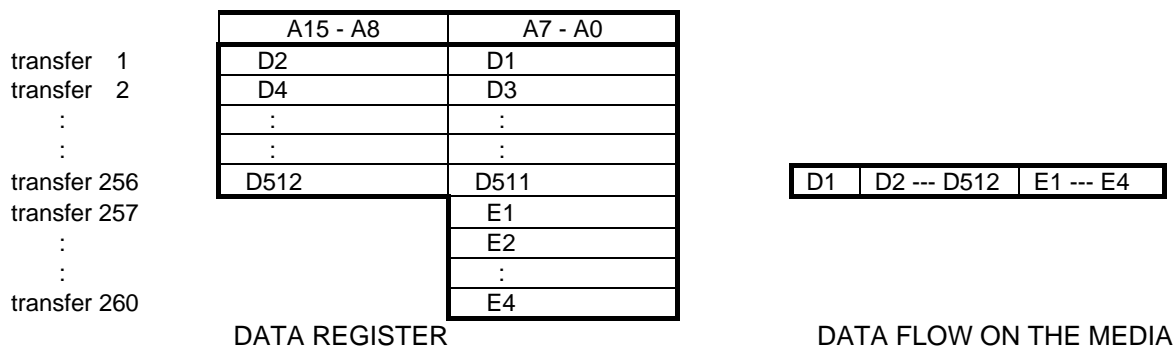 A15 - A8 A7 - A0
transfer 1 D2 D1
transfer 2 D4 D3
: : :
: : :
transfer 256 D512 D511 D1 D2 --- D512 E1 --- E4
transfer 257 E1
: E2
: :
transfer 260 E4
DATA REGISTER DATA FLOW ON THE MEDIA